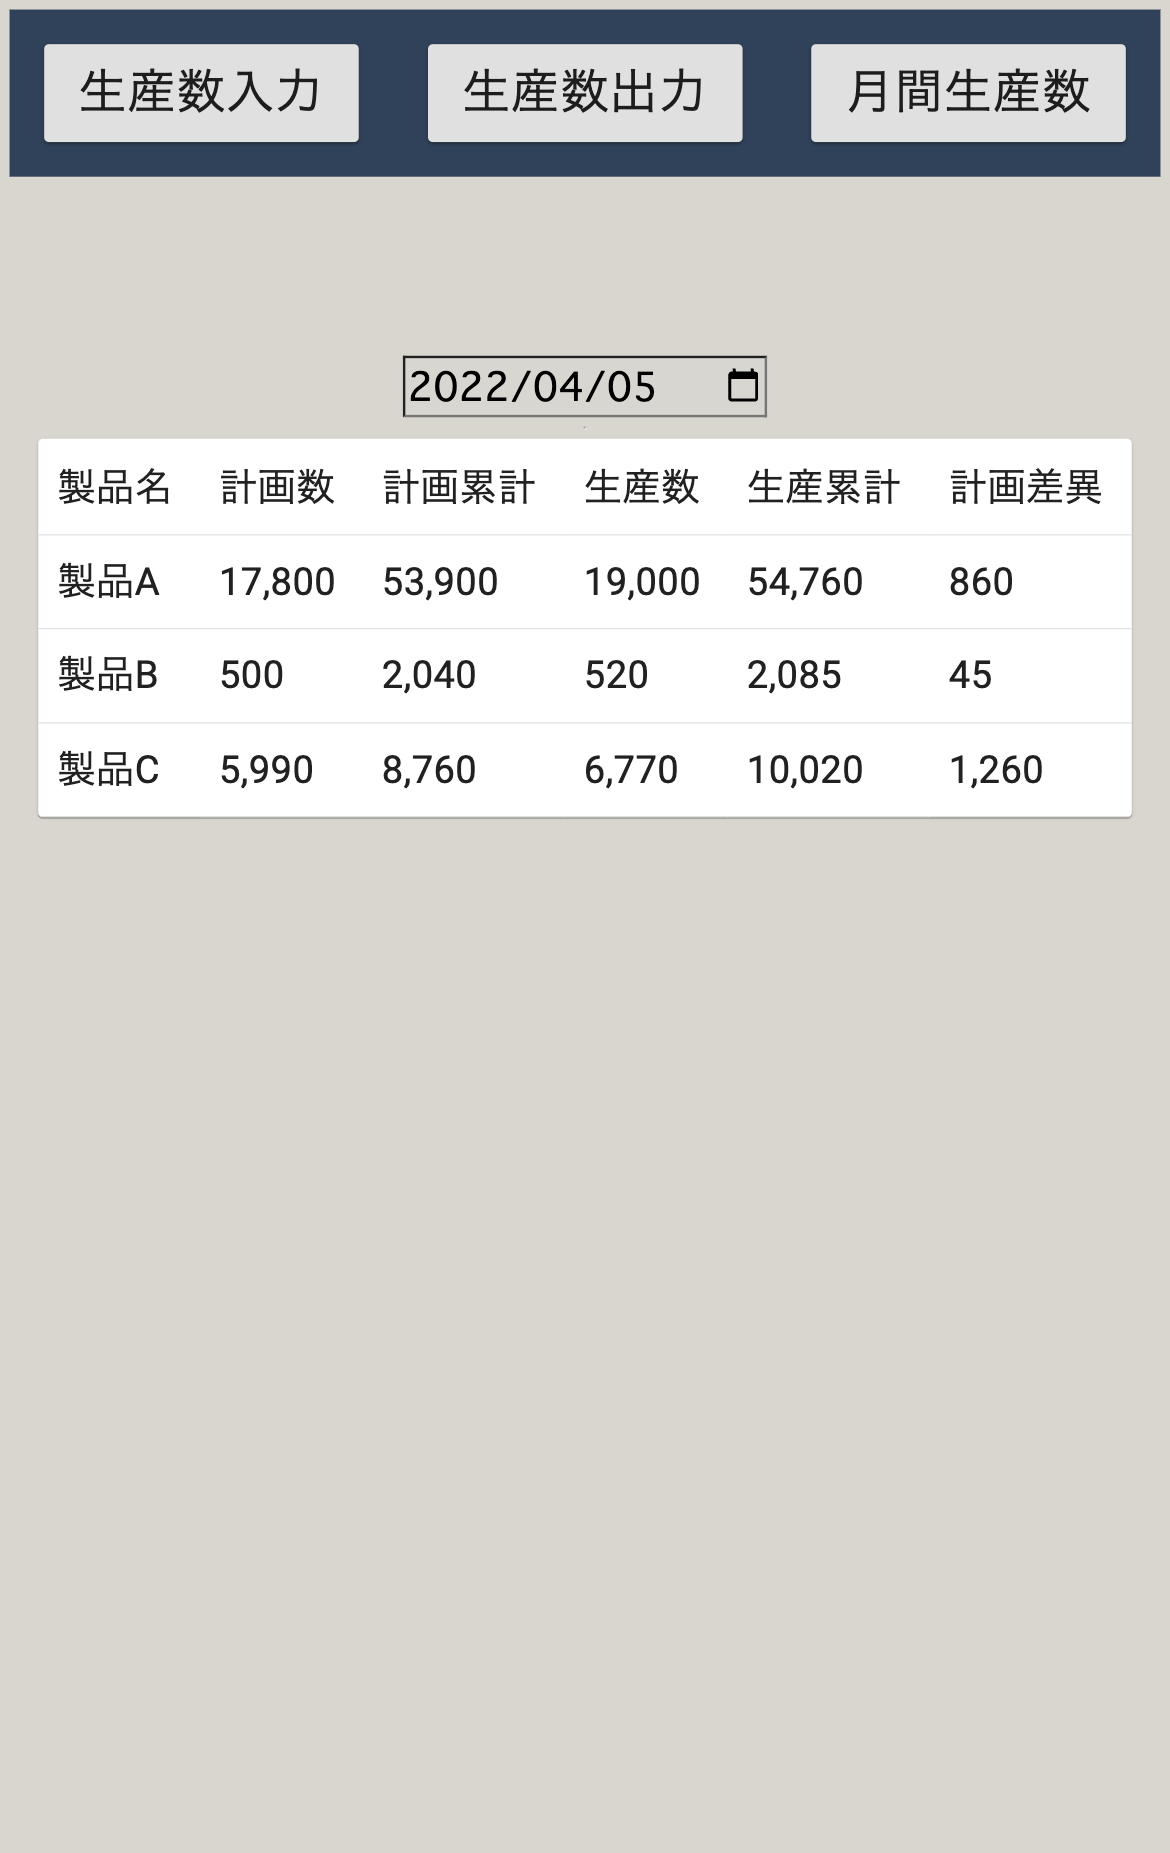 生産数入力 生産数出力 月間生産数
2022/04/05
製品名 計画数 計画累計 生産数 生産累計 計画差異
製品A 17,800 53,900 19,000 54,760 860
製品B 500 2,040 520 2,085 45
製品C 5,990 8,760 6,770 10,020 1,260